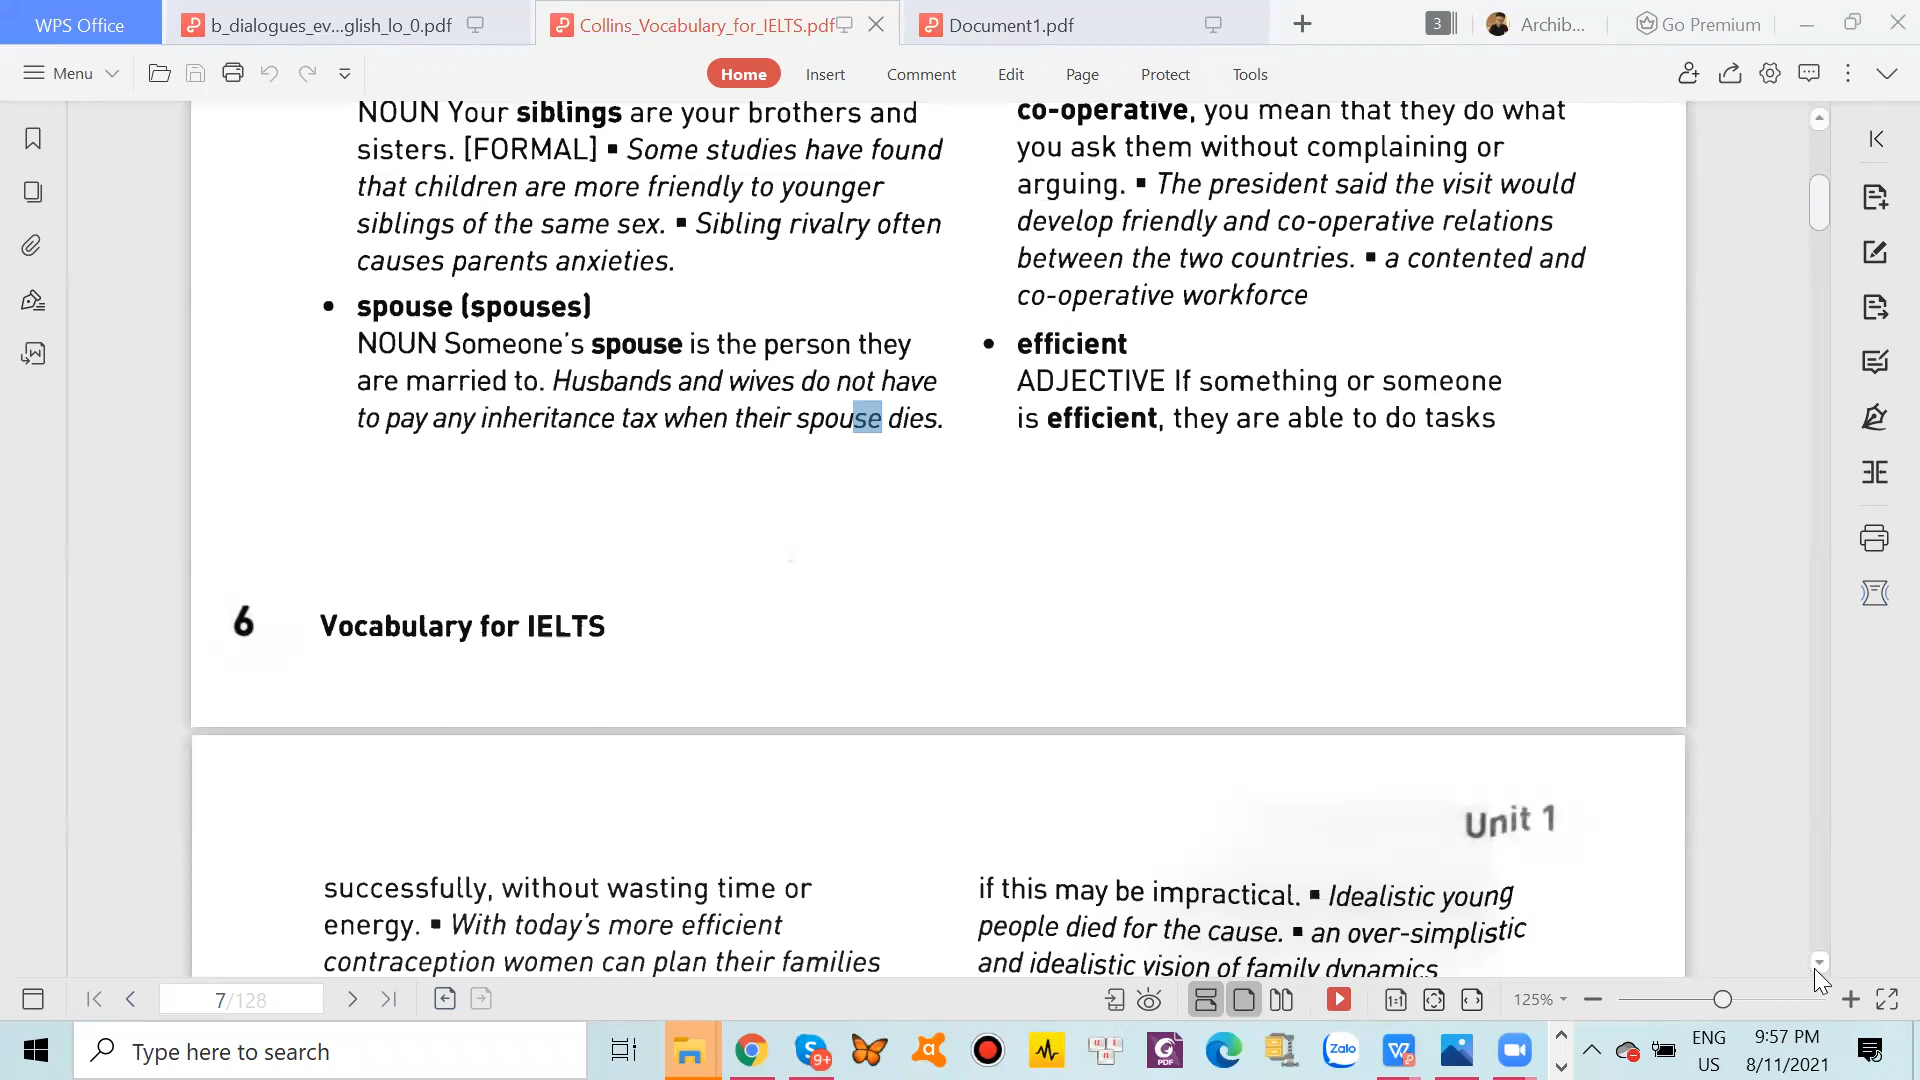 WPS Office
b_dialogues_ev...glish_lo_0.pdf
Collins_Vocabulary_for_IELTS.pdf
Document1.pdf
3
Archib...
Go Premium
Menu
Home
Insert
Comment
Edit
Page
Protect
Tools
NOUN Your siblings are your brothers and
sisters. [FORMAL] ▪ Some studies have found
that children are more friendly to younger
siblings of the same sex. ▪ Sibling rivalry often
causes parents anxieties.
• spouse (spouses)
NOUN Someone's spouse is the person they
are married to. Husbands and wives do not have
to pay any inheritance tax when their spouse dies.
co-operative, you mean that they do what
you ask them without complaining or
arguing. ▪ The president said the visit would
develop friendly and co-operative relations
between the two countries. ▪ a contented and
co-operative workforce
• efficient
ADJECTIVE If something or someone
is efficient, they are able to do tasks
6 Vocabulary for IELTS
Unit 1
successfully, without wasting time or
energy. ▪ With today's more efficient
contraception women can plan their families
if this may be impractical. ▪ Idealistic young
people died for the cause. ▪ an over-simplistic
and idealistic vision of family dynamics
7/128
1:1
125%
Type here to search
9+
Zalo
ENG
US
9:57 PM
8/11/2021